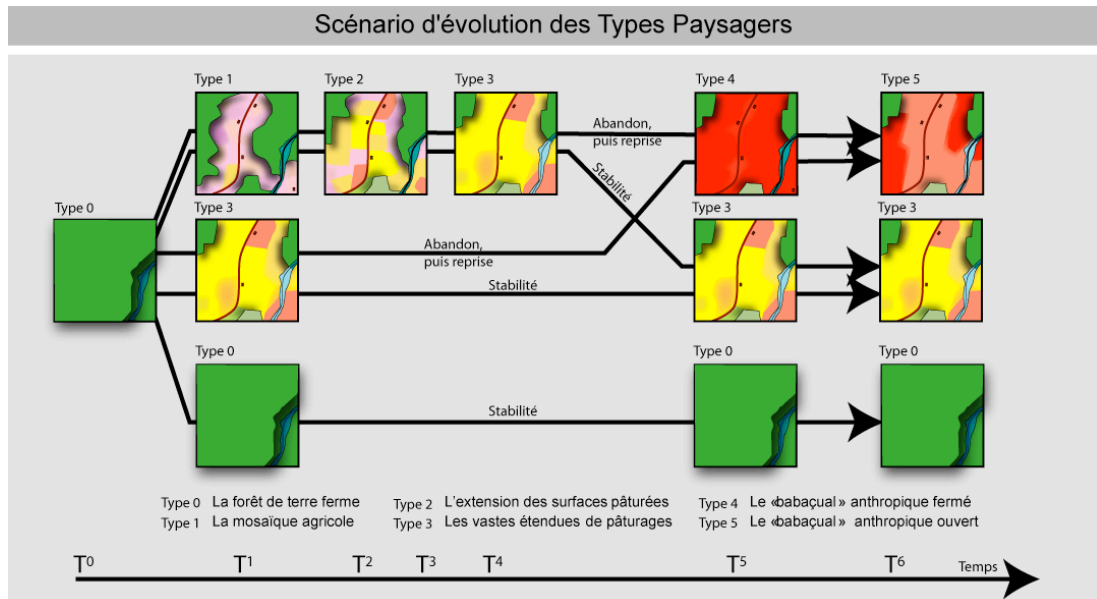 Scénario d'évolution des Types Paysagers
Type 1
Type 2
Type 3
Type 4
Type 5
Abandon,
puis reprise
Stabilité
Type 0
Type 3
Type 3
Type 3
Abandon,
puis reprise
Stabilité
Type 0
Type 0
Type 0
Stabilité
Type 0 La forêt de terre ferme
Type 1 La mosaïque agricole
Type 2 L'extension des surfaces pâturées
Type 3 Les vastes étendues de pâturages
Type 4 Le «babaçual» anthropique fermé
Type 5 Le «babaçual» anthropique ouvert
T0 T1 T2 T3 T4 T5 T6 Temps